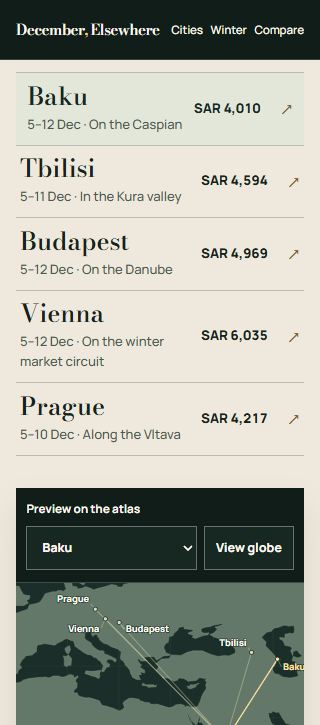 December, Elsewhere Cities Winter Compare
Baku
5–12 Dec · On the Caspian
SAR 4,010 ↗
Tbilisi
5–11 Dec · In the Kura valley
SAR 4,594 ↗
Budapest
5–12 Dec · On the Danube
SAR 4,969 ↗
Vienna
5–12 Dec · On the winter
market circuit
SAR 6,035 ↗
Prague
5–10 Dec · Along the Vltava
SAR 4,217 ↗
Preview on the atlas
Baku View globe
Prague
Vienna Budapest
Tbilisi
Baku